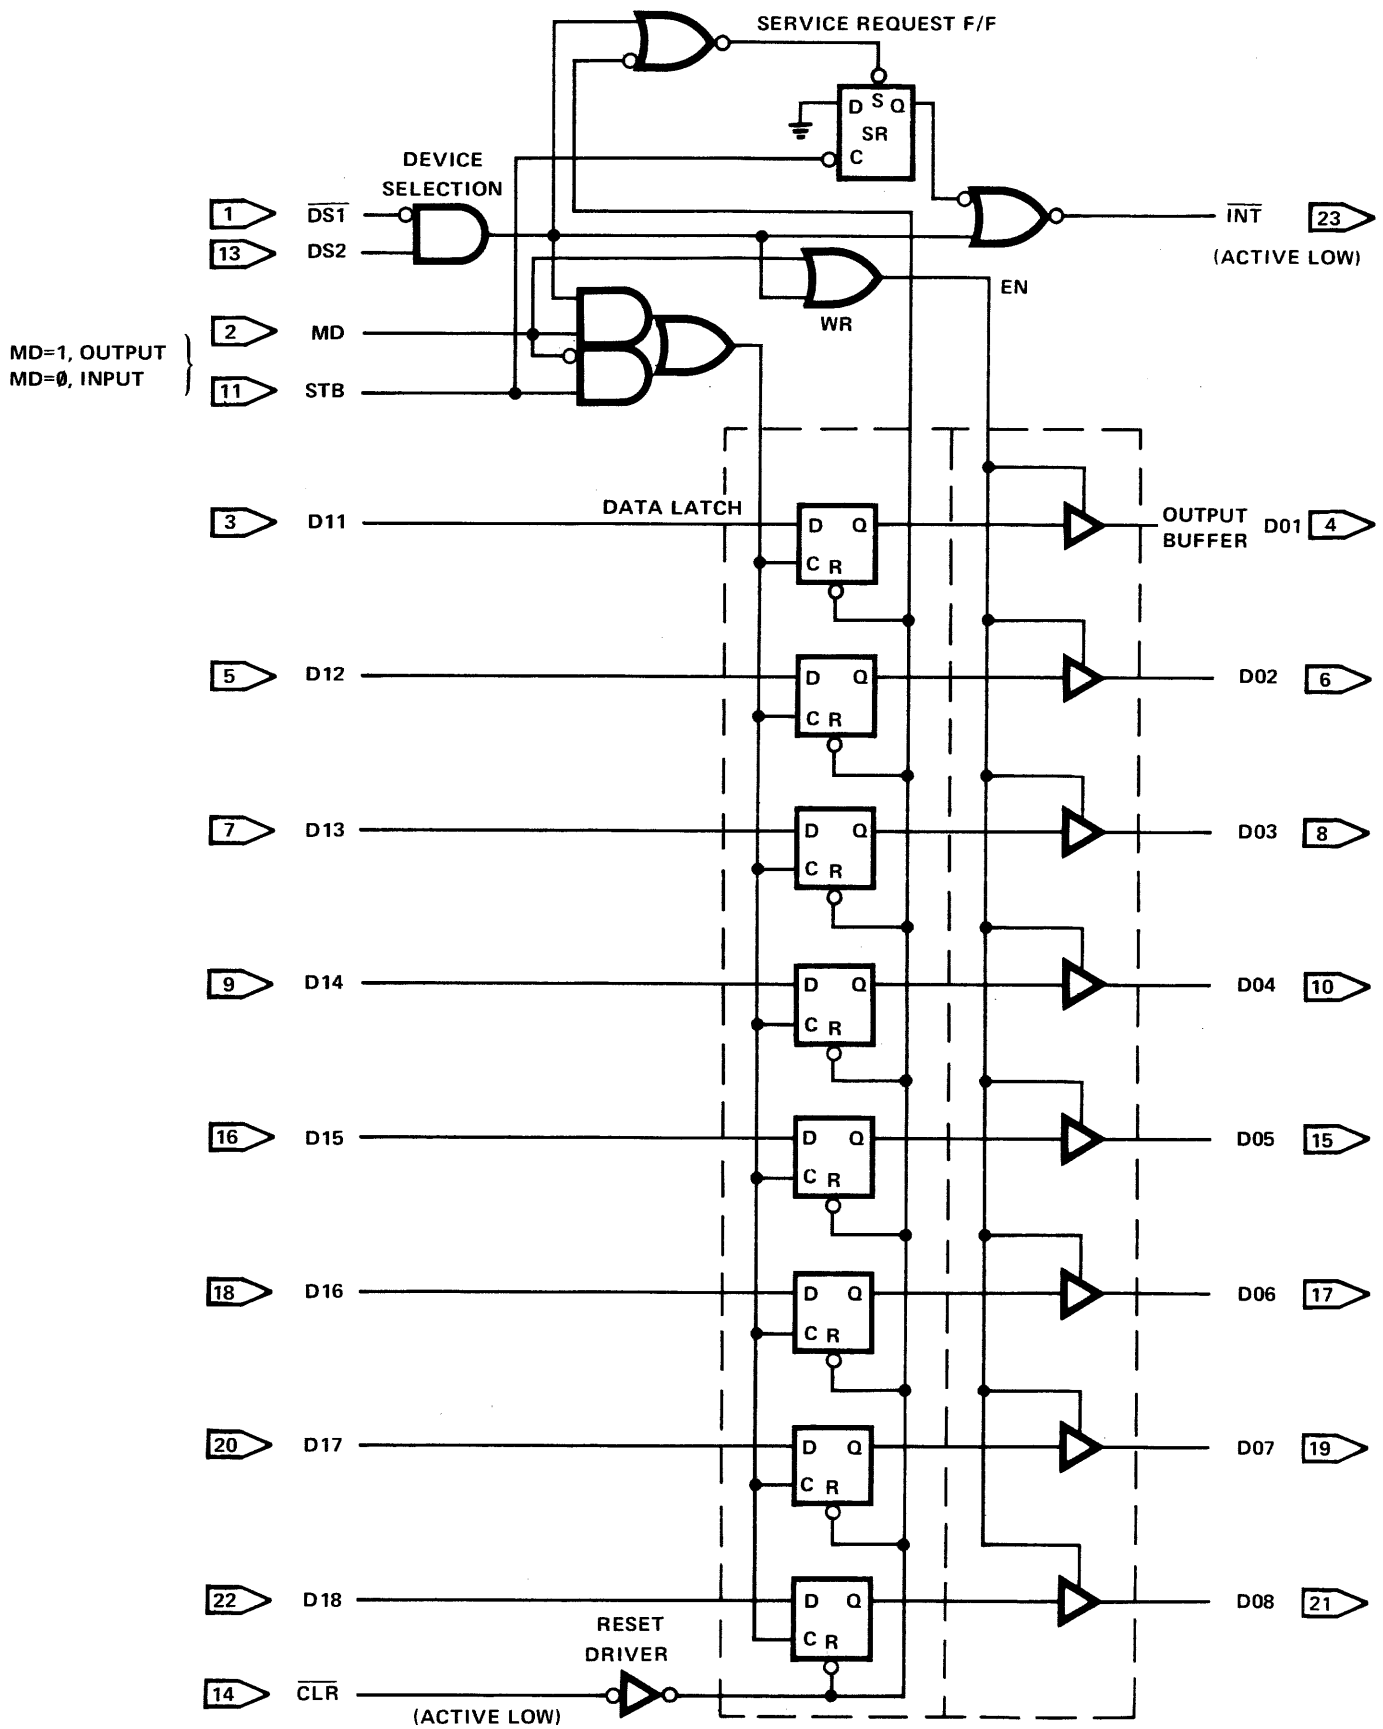 SERVICE REQUEST F/F
D S Q
SR
C
DEVICE
SELECTION
1 DS1
13 DS2
INT 23
(ACTIVE LOW)
EN
WR
2 MD
MD=1, OUTPUT
MD=0, INPUT
11 STB
DATA LATCH
3 D11 D Q
C R
OUTPUT
BUFFER
D01 4
5 D12 D Q D02 6
C R
7 D13 D Q D03 8
C R
9 D14 D Q D04 10
C R
16 D15 D Q D05 15
C R
18 D16 D Q D06 17
C R
20 D17 D Q D07 19
C R
22 D18 D Q D08 21
C R
RESET
DRIVER
14 CLR
(ACTIVE LOW)